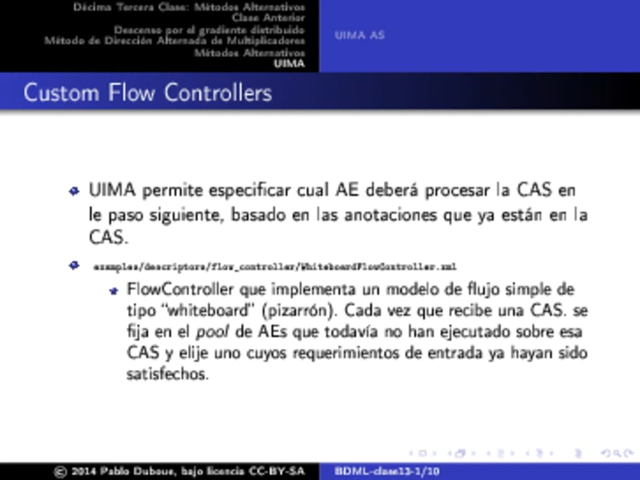 Décima Tercera Clase: Métodos Alternativos
Clase Anterior
Descenso por el gradiente distribuido
Método de Dirección Alternada de Multiplicadores
Métodos Alternativos
UIMA
UIMA AS
Custom Flow Controllers
UIMA permite especificar cual AE deberá procesar la CAS en
le paso siguiente, basado en las anotaciones que ya están en la
CAS.
examples/descriptors/flow_controller/WhiteboardFlowController.xml
FlowController que implementa un modelo de flujo simple de
tipo “whiteboard” (pizarrón). Cada vez que recibe una CAS. se
fija en el pool de AEs que todavía no han ejecutado sobre esa
CAS y elije uno cuyos requerimientos de entrada ya hayan sido
satisfechos.
© 2014 Pablo Duboue, bajo licencia CC-BY-SA
BDML-clase13-1/10